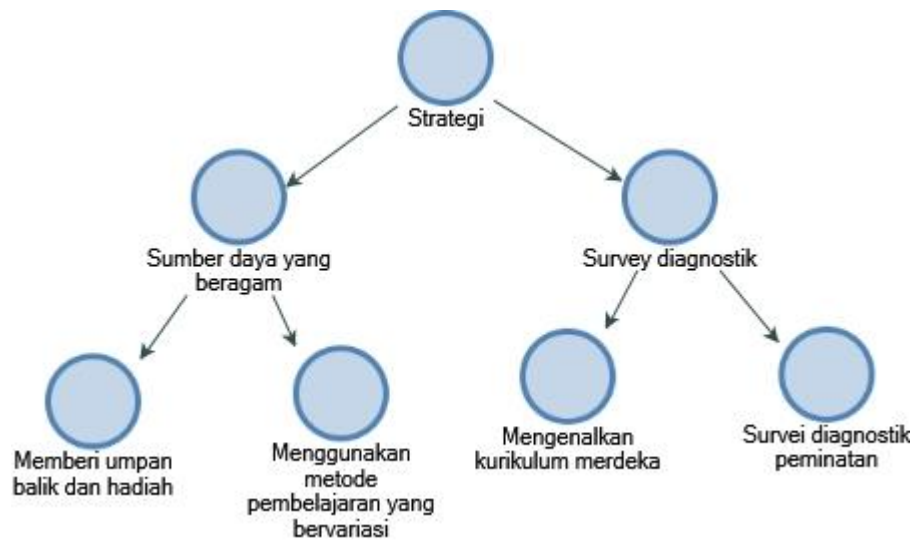 Strategi
Sumber daya yang
beragam
Survey diagnostik
Memberi umpan
balik dan hadiah
Menggunakan
metode
pembelajaran yang
bervariasi
Mengenalkan
kurikulum merdeka
Survei diagnostik
peminatan